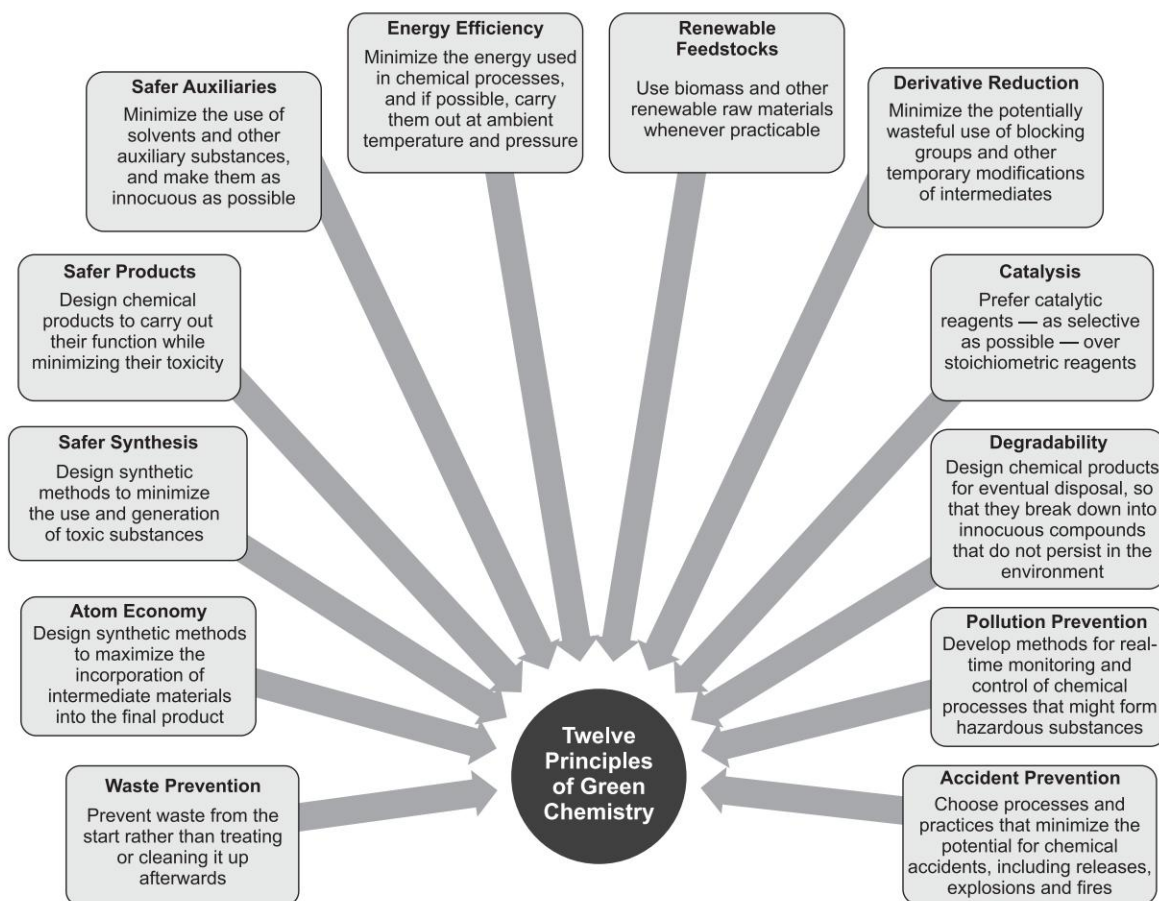 Energy Efficiency
Minimize the energy used
in chemical processes,
and if possible, carry
them out at ambient
temperature and pressure
Renewable
Feedstocks
Use biomass and other
renewable raw materials
whenever practicable
Safer Auxiliaries
Minimize the use of
solvents and other
auxiliary substances,
and make them as
innocuous as possible
Derivative Reduction
Minimize the potentially
wasteful use of blocking
groups and other
temporary modifications
of intermediates
Safer Products
Design chemical
products to carry out
their function while
minimizing their toxicity
Catalysis
Prefer catalytic
reagents — as selective
as possible — over
stoichiometric reagents
Safer Synthesis
Design synthetic
methods to minimize
the use and generation
of toxic substances
Degradability
Design chemical products
for eventual disposal, so
that they break down into
innocuous compounds
that do not persist in the
environment
Atom Economy
Design synthetic methods
to maximize the
incorporation of
intermediate materials
into the final product
Pollution Prevention
Develop methods for real-
time monitoring and
control of chemical
processes that might form
hazardous substances
Waste Prevention
Prevent waste from the
start rather than treating
or cleaning it up
afterwards
Twelve
Principles
of Green
Chemistry
Accident Prevention
Choose processes and
practices that minimize the
potential for chemical
accidents, including releases,
explosions and fires